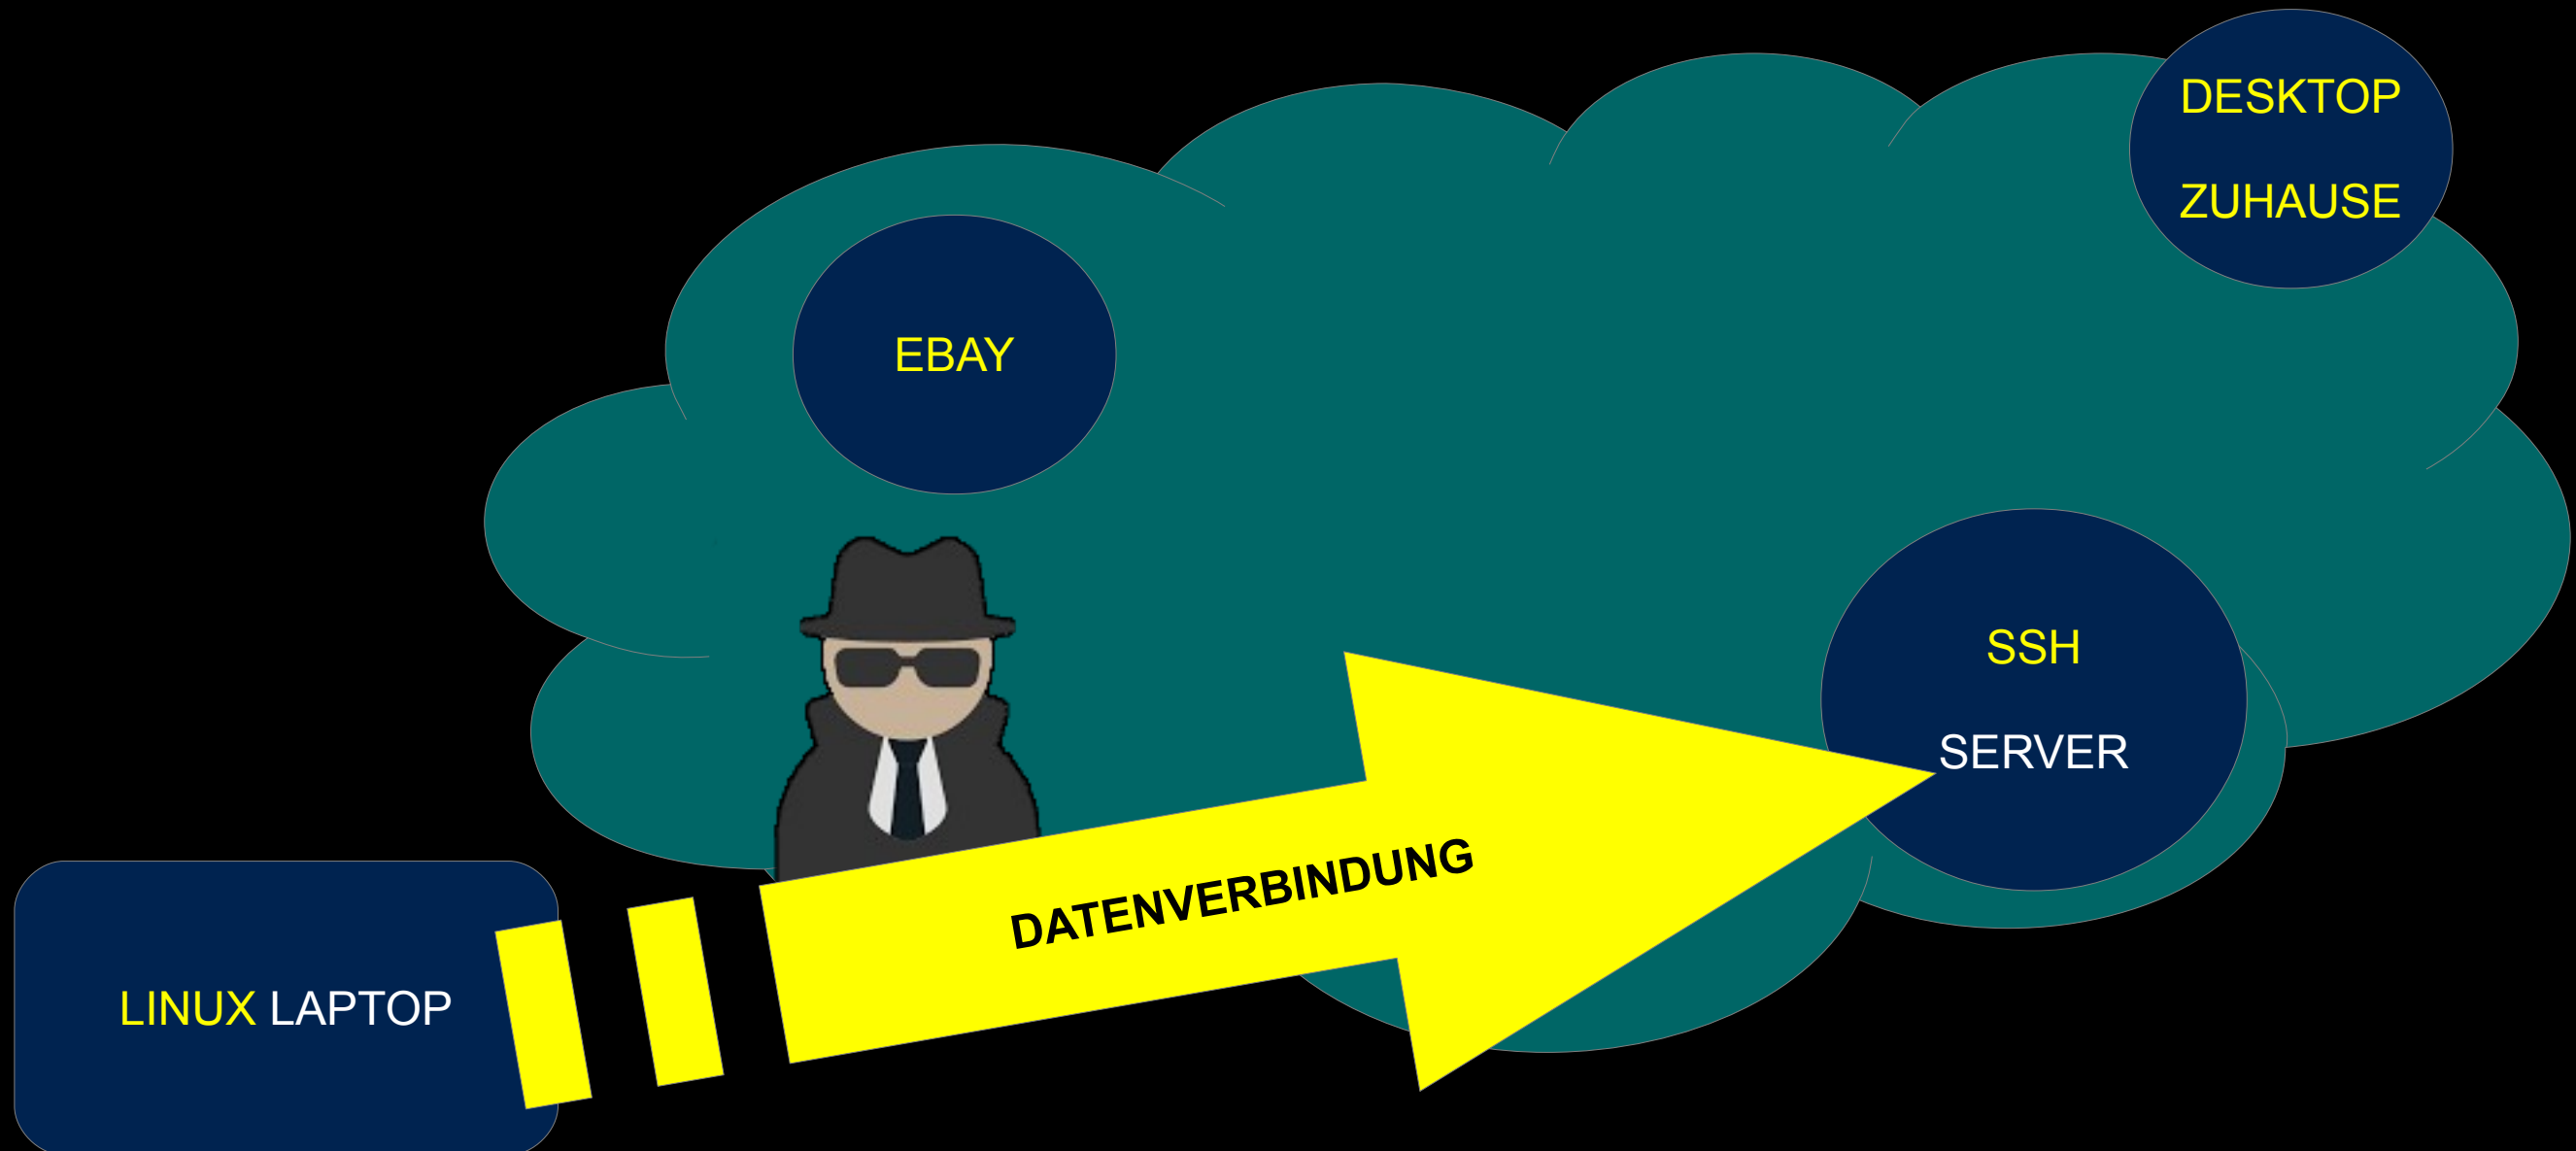 DESKTOP
ZUHAUSE
EBAY
SSH
SERVER
DATENVERBINDUNG
LINUX LAPTOP